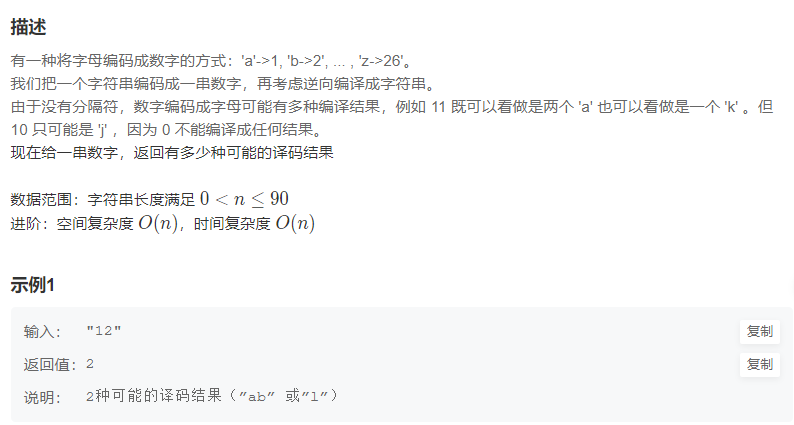 描述
有一种将字母编码成数字的方式：'a'->1, 'b->2', ... , 'z->26'。
我们把一个字符串编码成一串数字，再考虑逆向编译成字符串。
由于没有分隔符，数字编码成字母可能有多种编译结果，例如 11 既可以看做是两个 'a' 也可以看做是一个 'k' 。但
10 只可能是 'j' ，因为 0 不能编译成任何结果。
现在给一串数字，返回有多少种可能的译码结果
数据范围：字符串长度满足 0 < n ≤ 90
进阶：空间复杂度 O(n)，时间复杂度 O(n)
示例1
输入： "12" 复制
返回值：2 复制
说明： 2种可能的译码结果（”ab” 或”l”）